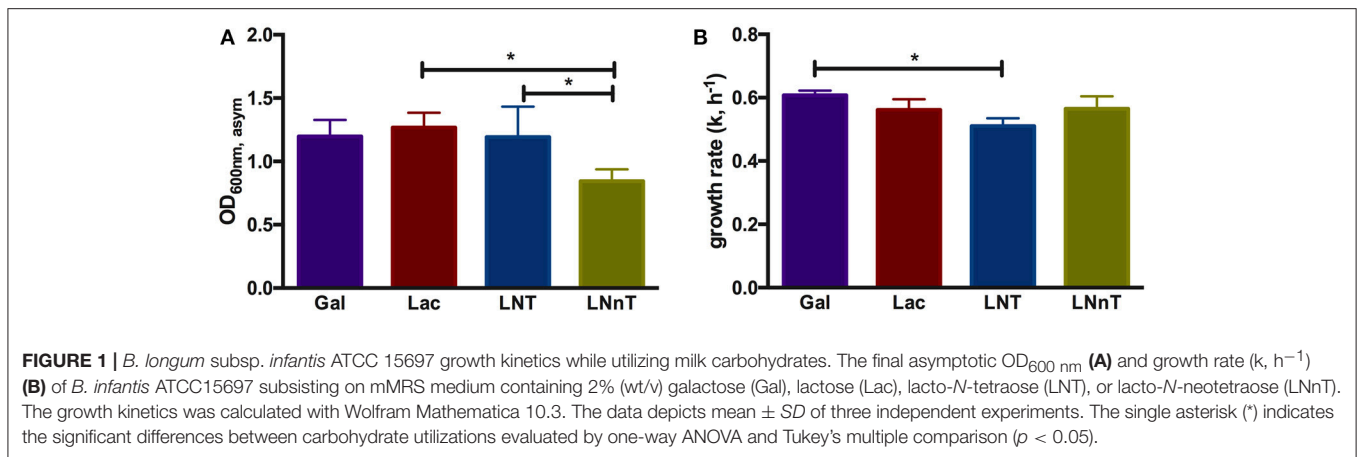 A
B
2.0
1.5
1.0
0.5
0.0
OD600nm, asym
*
*
Gal Lac LNT LNnT
0.8
0.6
0.4
0.2
0.0
growth rate (k, h⁻¹)
*
Gal Lac LNT LNnT
FIGURE 1 | B. longum subsp. infantis ATCC 15697 growth kinetics while utilizing milk carbohydrates. The final asymptotic OD600 nm (A) and growth rate (k, h−1)
(B) of B. infantis ATCC15697 subsisting on mMRS medium containing 2% (wt/v) galactose (Gal), lactose (Lac), lacto-N-tetraose (LNT), or lacto-N-neotetraose (LNnT).
The growth kinetics was calculated with Wolfram Mathematica 10.3. The data depicts mean ± SD of three independent experiments. The single asterisk (*) indicates
the significant differences between carbohydrate utilizations evaluated by one-way ANOVA and Tukey's multiple comparison (p < 0.05).